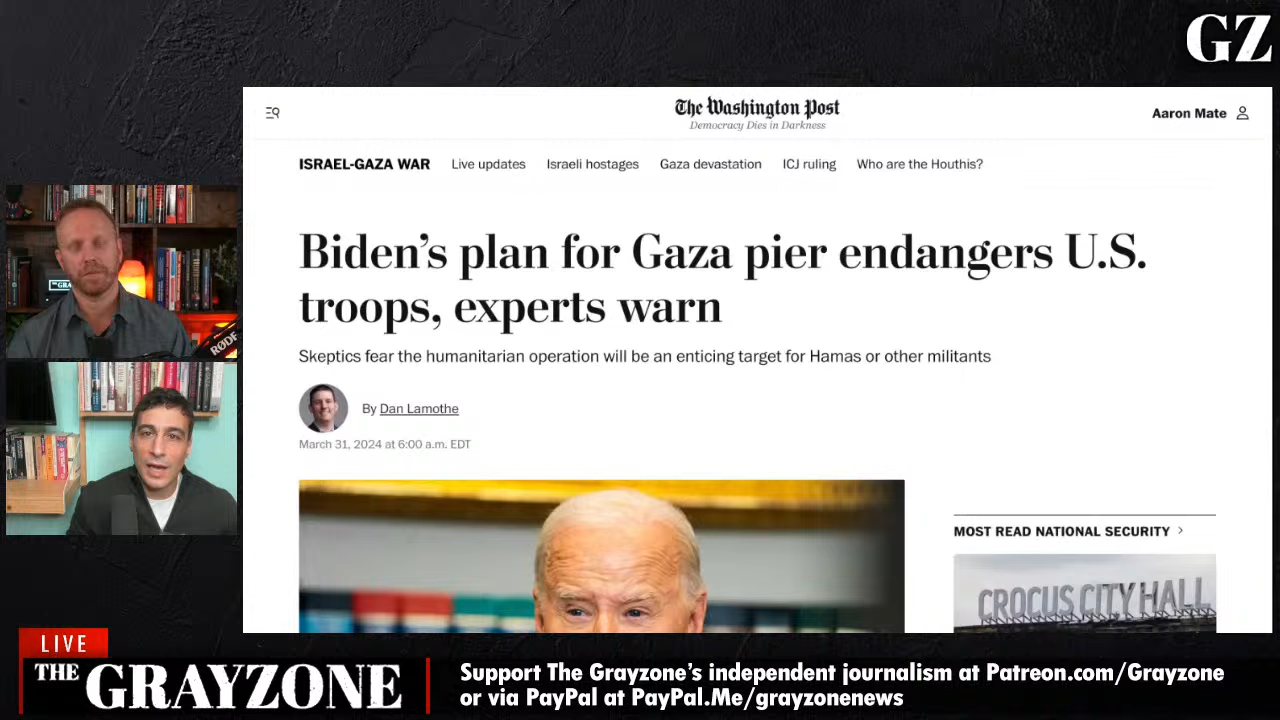 GZ
The Washington Post
Democracy Dies in Darkness
Aaron Mate
ISRAEL-GAZA WAR Live updates Israeli hostages Gaza devastation ICJ ruling Who are the Houthis?
Biden’s plan for Gaza pier endangers U.S.
troops, experts warn
Skeptics fear the humanitarian operation will be an enticing target for Hamas or other militants
By Dan Lamothe
March 31, 2024 at 6:00 a.m. EDT
MOST READ NATIONAL SECURITY
CROCUS CITY HALL
RØDE
LIVE
THE GRAYZONE
Support The Grayzone’s independent journalism at Patreon.com/Grayzone
or via PayPal at PayPal.Me/grayzonenews